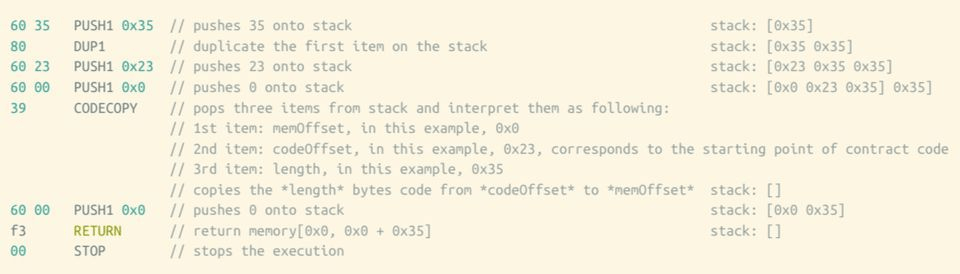 60 35 PUSH1 0x35 // pushes 35 onto stack stack: [0x35]
80 DUP1 // duplicate the first item on the stack stack: [0x35 0x35]
60 23 PUSH1 0x23 // pushes 23 onto stack stack: [0x23 0x35 0x35]
60 00 PUSH1 0x0 // pushes 0 onto stack stack: [0x0 0x23 0x35] 0x35]
39 CODECOPY // pops three items from stack and interpret them as following:
// 1st item: memOffset, in this example, 0x0
// 2nd item: codeOffset, in this example, 0x23, corresponds to the starting point of contract code
// 3rd item: length, in this example, 0x35
// copies the *length* bytes code from *codeOffset* to *memOffset* stack: []
60 00 PUSH1 0x0 // pushes 0 onto stack stack: [0x0 0x35]
f3 RETURN // return memory[0x0, 0x0 + 0x35] stack: []
00 STOP // stops the execution